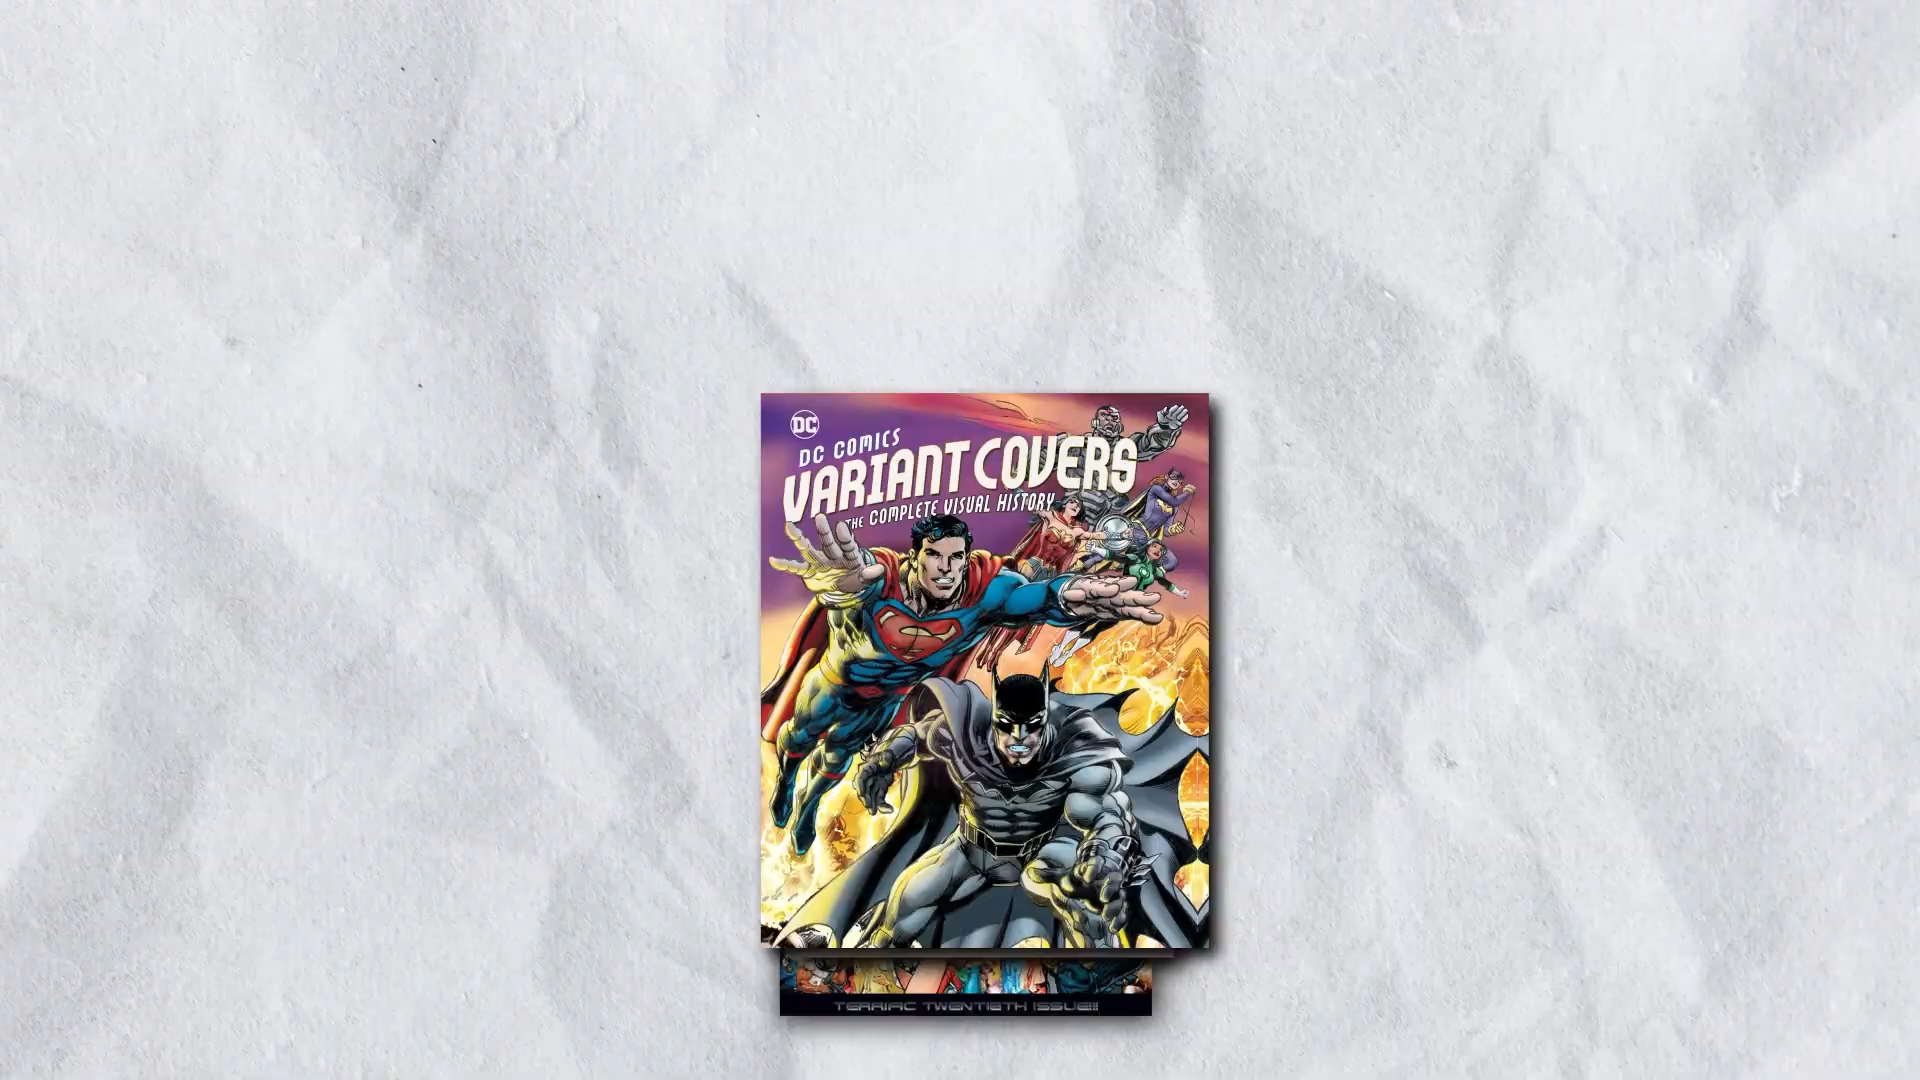 DC
DC COMICS
VARIANT COVERS
THE COMPLETE VISUAL HISTORY
TERRIFIC TWENTIETH ISSUE!!!